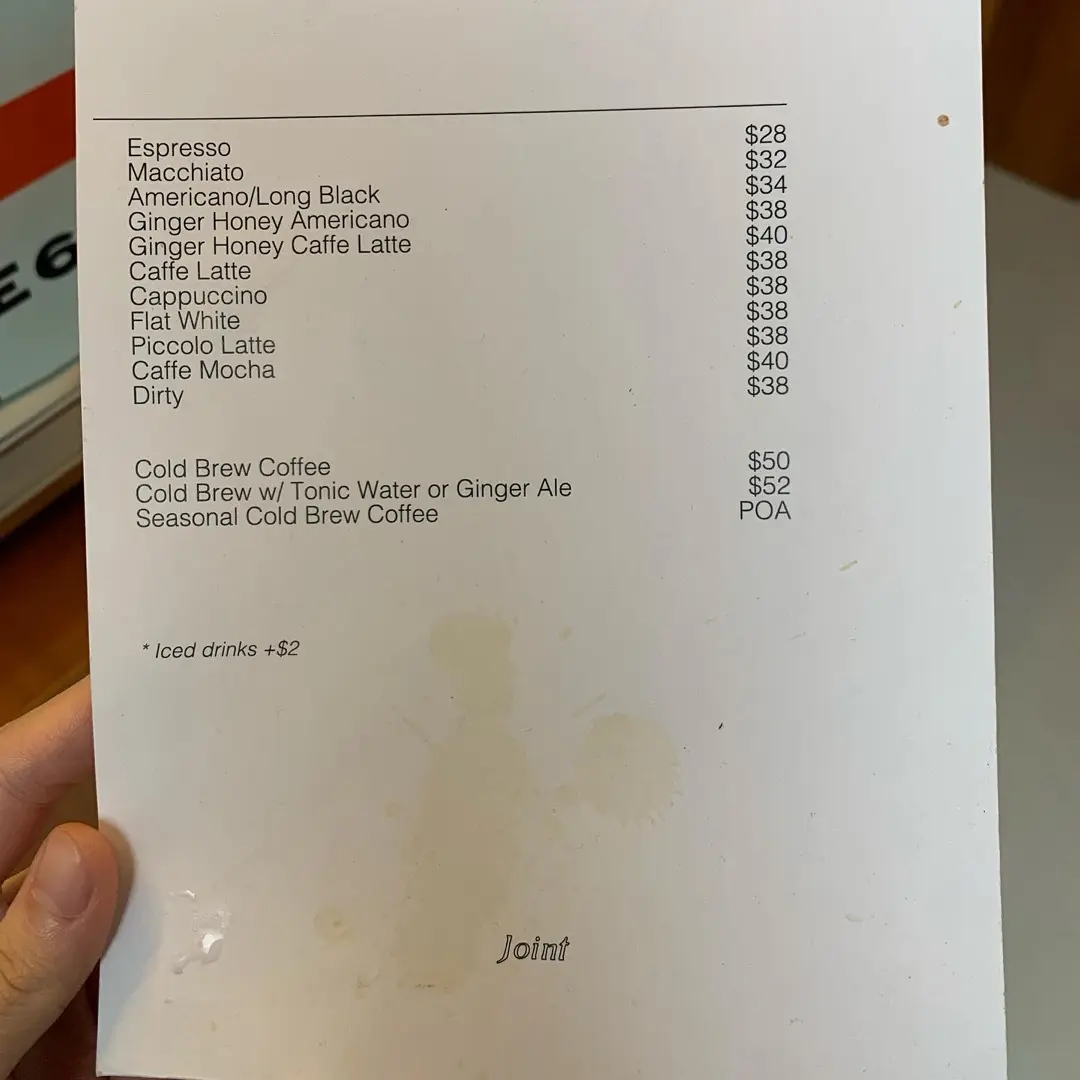 E 6
Espresso $28
Macchiato $32
Americano/Long Black $34
Ginger Honey Americano $38
Ginger Honey Caffe Latte $40
Caffe Latte $38
Cappuccino $38
Flat White $38
Piccolo Latte $38
Caffe Mocha $40
Dirty $38
Cold Brew Coffee $50
Cold Brew w/ Tonic Water or Ginger Ale $52
Seasonal Cold Brew Coffee POA
* Iced drinks +$2
Joint